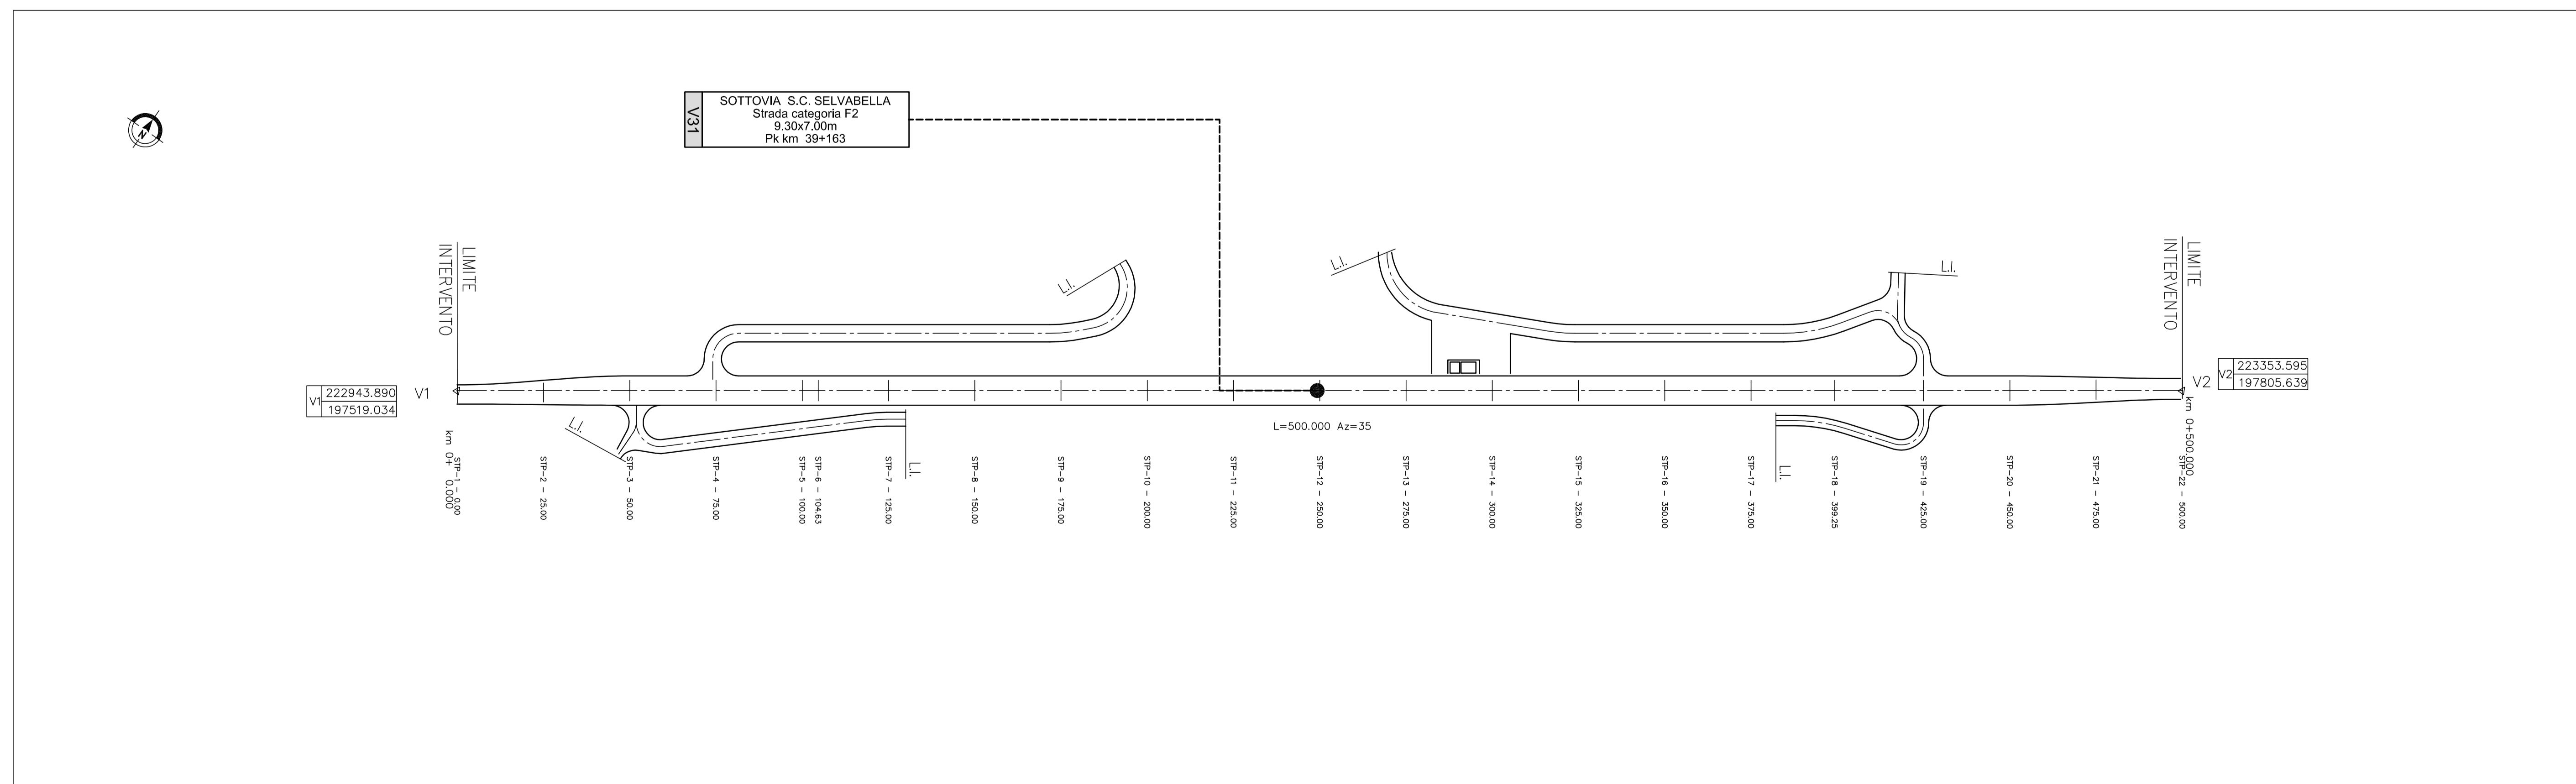 V31
SOTTOVIA S.C. SELVABELLA
Strada categoria F2
9.30x7.00m
Pk km 39+163
N
LIMITE
INTERVENTO
L.I.
L.I.
L.I.
LIMITE
INTERVENTO
V1
222943.890
197519.034
V1
V2
V2
223353.595
197805.639
L.I.
L.I.
L.I.
L=500.000 Az=35
km 0+ 0.000
km 0+500.000
STP-1 - 0.00
STP-2 - 25.00
STP-3 - 50.00
STP-4 - 75.00
STP-5 - 100.00
STP-6 - 104.63
STP-7 - 125.00
STP-8 - 150.00
STP-9 - 175.00
STP-10 - 200.00
STP-11 - 225.00
STP-12 - 250.00
STP-13 - 275.00
STP-14 - 300.00
STP-15 - 325.00
STP-16 - 350.00
STP-17 - 375.00
STP-18 - 399.25
STP-19 - 425.00
STP-20 - 450.00
STP-21 - 475.00
STP-22 - 500.00